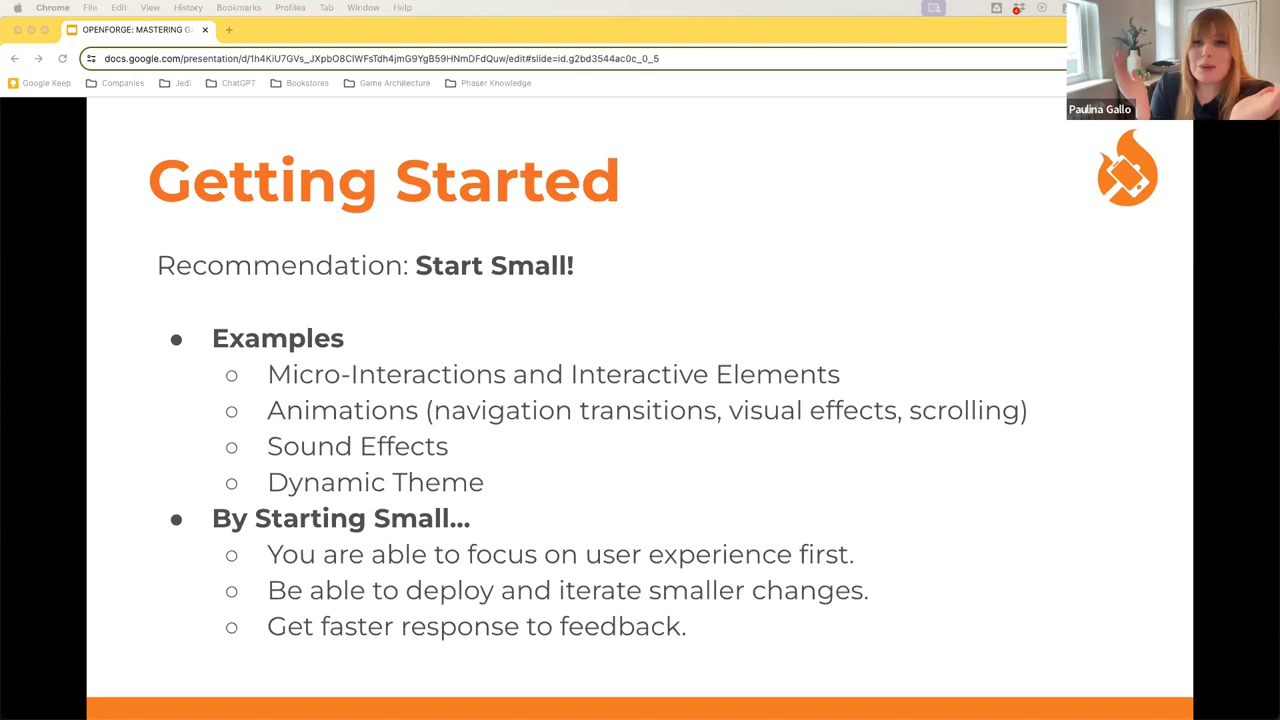 Chrome File Edit View History Bookmarks Profiles Tab Window Help
OPENFORGE: MASTERING GA
docs.google.com/presentation/d/1h4KiU7GVs_JXpbO8ClWFsTdh4jmG9YgB59HNmDFdQuw/edit#slide=id.g2bd3544ac0c_0_5
Google Keep Companies Jedi ChatGPT Bookstores Game Architecture Phaser Knowledge
Paulina Gallo
Getting Started
Recommendation: Start Small!
● Examples
○ Micro-Interactions and Interactive Elements
○ Animations (navigation transitions, visual effects, scrolling)
○ Sound Effects
○ Dynamic Theme
● By Starting Small...
○ You are able to focus on user experience first.
○ Be able to deploy and iterate smaller changes.
○ Get faster response to feedback.